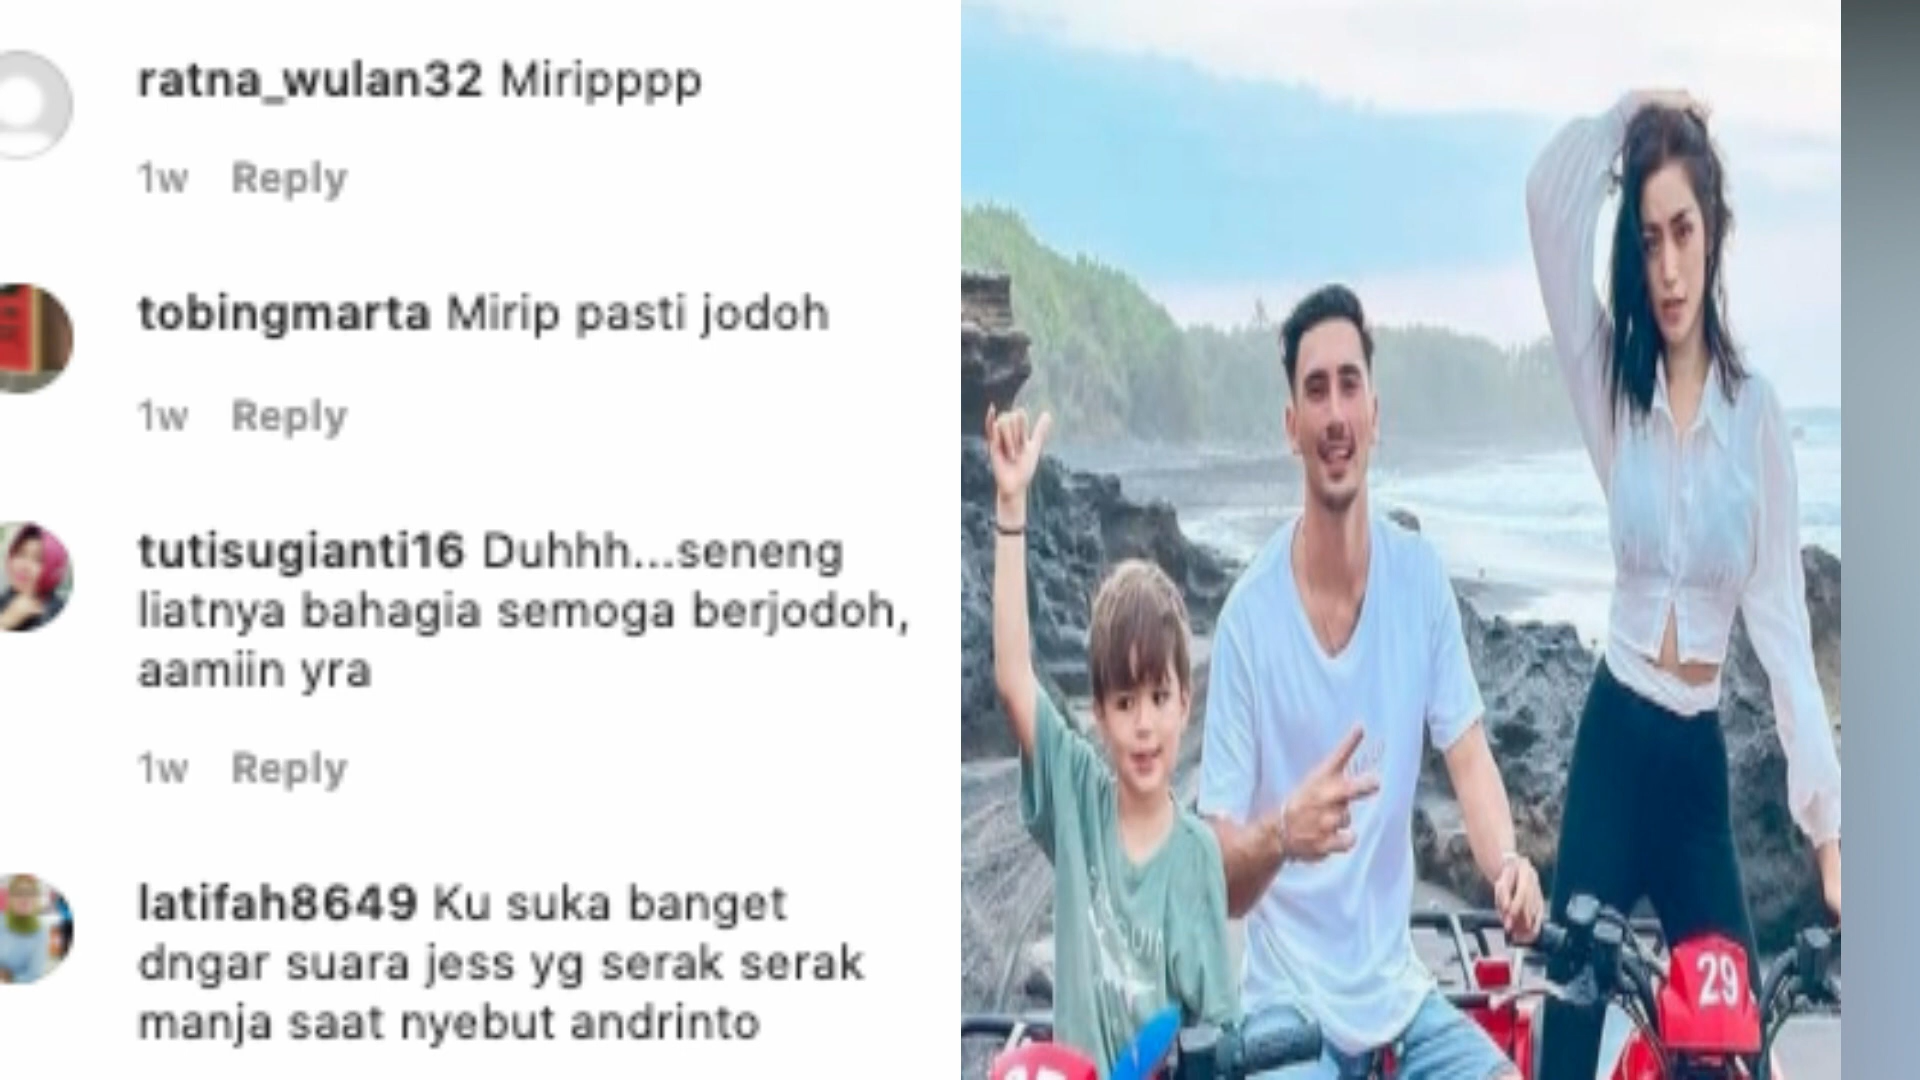 ratna_wulan32 Miripppp
1w Reply
tobingmarta Mirip pasti jodoh
1w Reply
tutisugianti16 Duhhh...seneng
liatnya bahagia semoga berjodoh,
aamiin yra
1w Reply
latifah8649 Ku suka banget
dngar suara jess yg serak serak
manja saat nyebut andrinto
29